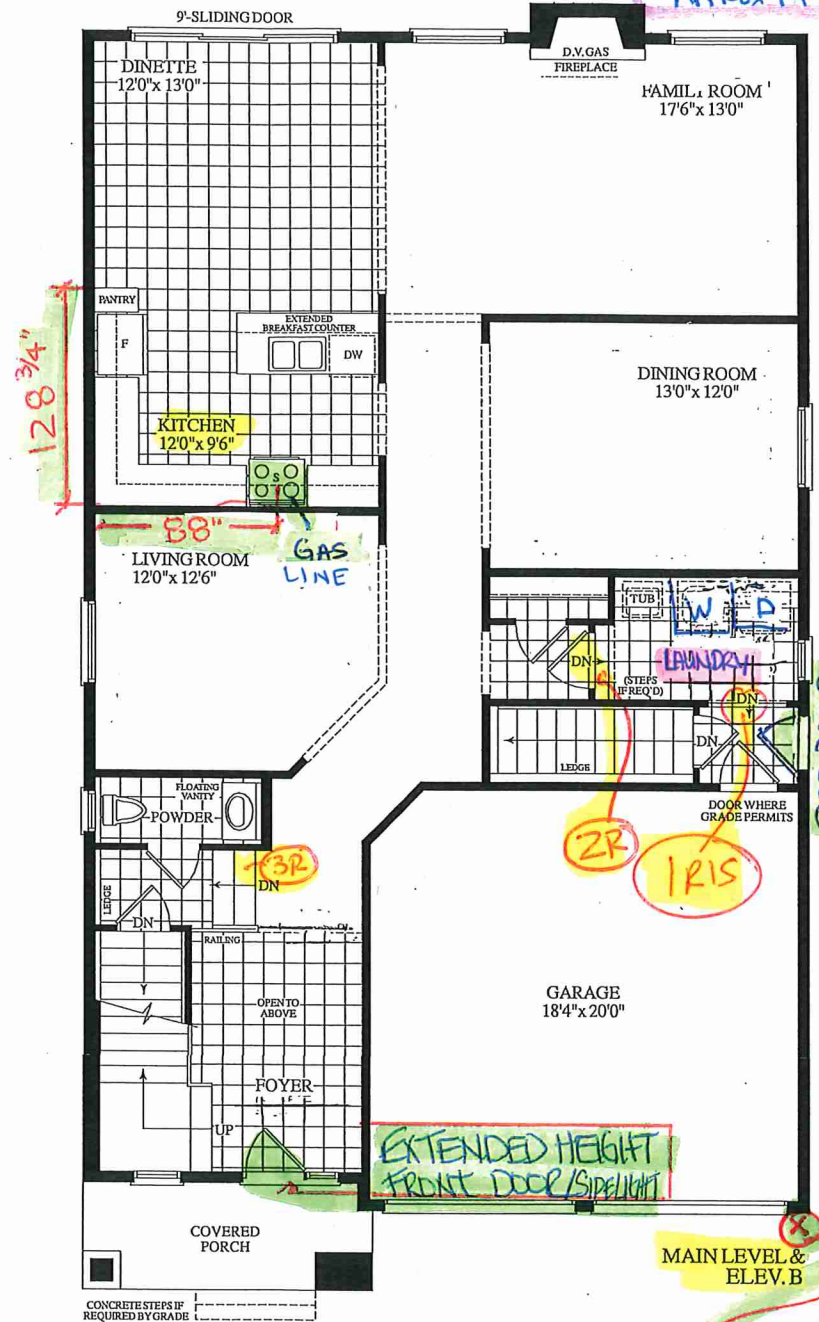 9'-SLIDING DOOR
DINETTE
12'0"x 13'0"
D.V.GAS
FIREPLACE
FAMILY ROOM
17'6"x 13'0"
PANTRY
F
EXTENDED
BREAKFAST COUNTER
DW
128 3/4"
KITCHEN
12'0"x 9'6"
S
88"
GAS
LINE
DINING ROOM
13'0"x 12'0"
LIVING ROOM
12'0"x 12'6"
TUB
W
D
DN
LAUNDRY
(STEPS
IF REQ'D)
DN
DN
LEDGE
DOOR WHERE
GRADE PERMITS
FLOATING
VANITY
POWDER
2R
1 RIS
3R
DN
LEDGE
DN
RAILING
OPEN TO
ABOVE
GARAGE
18'4"x 20'0"
FOYER
UP
EXTENDED HEIGHT
FRONT DOOR/SIDELIGHT
COVERED
PORCH
X
MAIN LEVEL &
ELEV. B
CONCRETE STEPS IF
REQUIRED BY GRADE